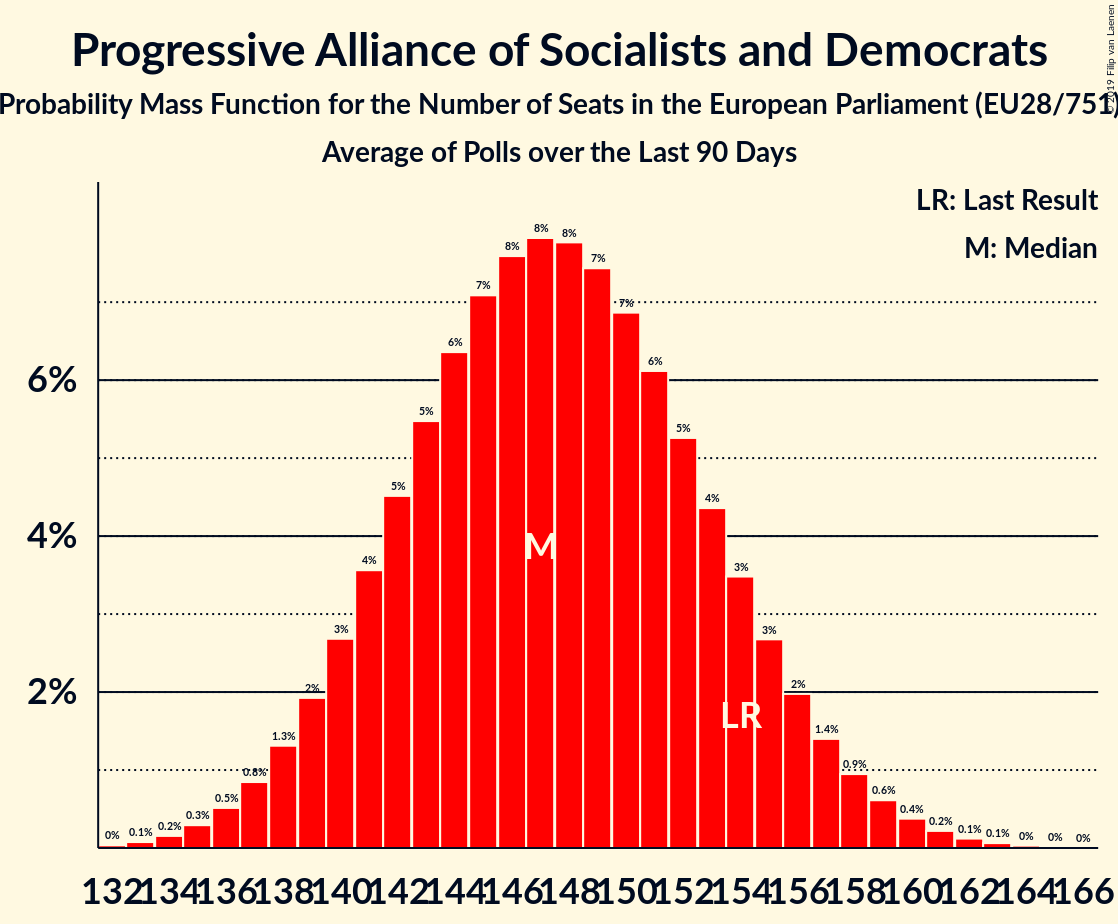 Progressive Alliance of Socialists and Democrats
© 2019 Filip van Laenen
Probability Mass Function for the Number of Seats in the European Parliament (EU28/751)
Average of Polls over the Last 90 Days
LR: Last Result
M: Median
8% 8%
8% 7%
7% 7%
6% 6%
6%
5% 5%
5% 4%
4%
4% 3%
M
3% 3%
2% 2%
2%
LR
1.3% 1.4%
0.8% 0.9%
0.5% 0.6%
0.3% 0.4%
0% 0.1% 0.2% 0.2% 0.1% 0.1% 0% 0% 0%
132 134 136 138 140 142 144 146 148 150 152 154 156 158 160 162 164 166